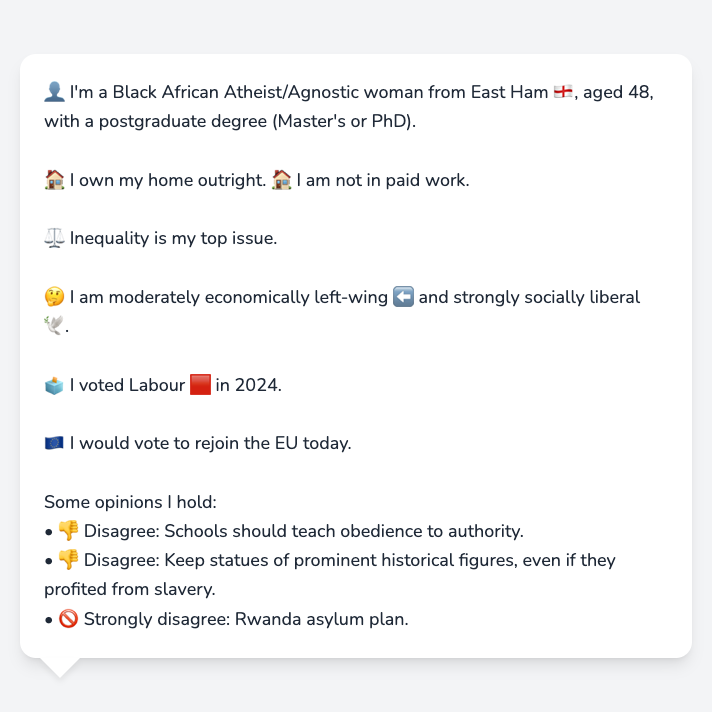 👤 I'm a Black African Atheist/Agnostic woman from East Ham 🏴󠁧󠁢󠁥󠁮󠁧󠁿, aged 48,
with a postgraduate degree (Master's or PhD).
🏠 I own my home outright. 🏠 I am not in paid work.
⚖️ Inequality is my top issue.
🤔 I am moderately economically left-wing ⬅️ and strongly socially liberal
🕊️.
🗳️ I voted Labour 🟥 in 2024.
🇪🇺 I would vote to rejoin the EU today.
Some opinions I hold:
• 👎 Disagree: Schools should teach obedience to authority.
• 👎 Disagree: Keep statues of prominent historical figures, even if they
profited from slavery.
• 🚫 Strongly disagree: Rwanda asylum plan.